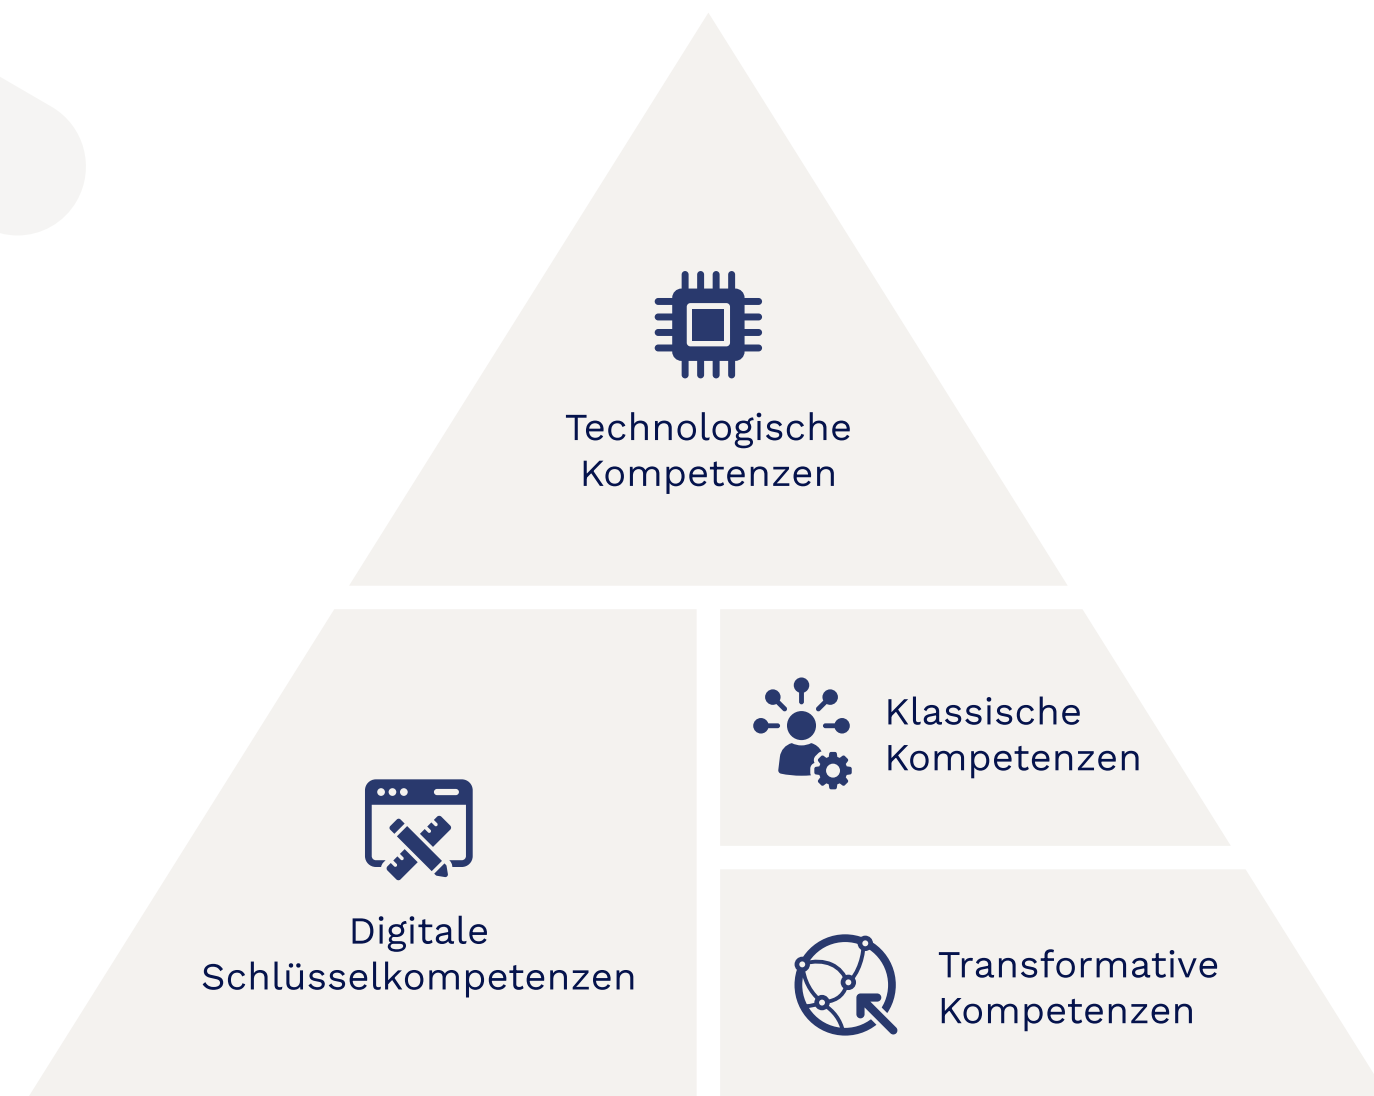 Technologische
Kompetenzen
Digitale
Schlüsselkompetenzen
Klassische
Kompetenzen
Transformative
Kompetenzen